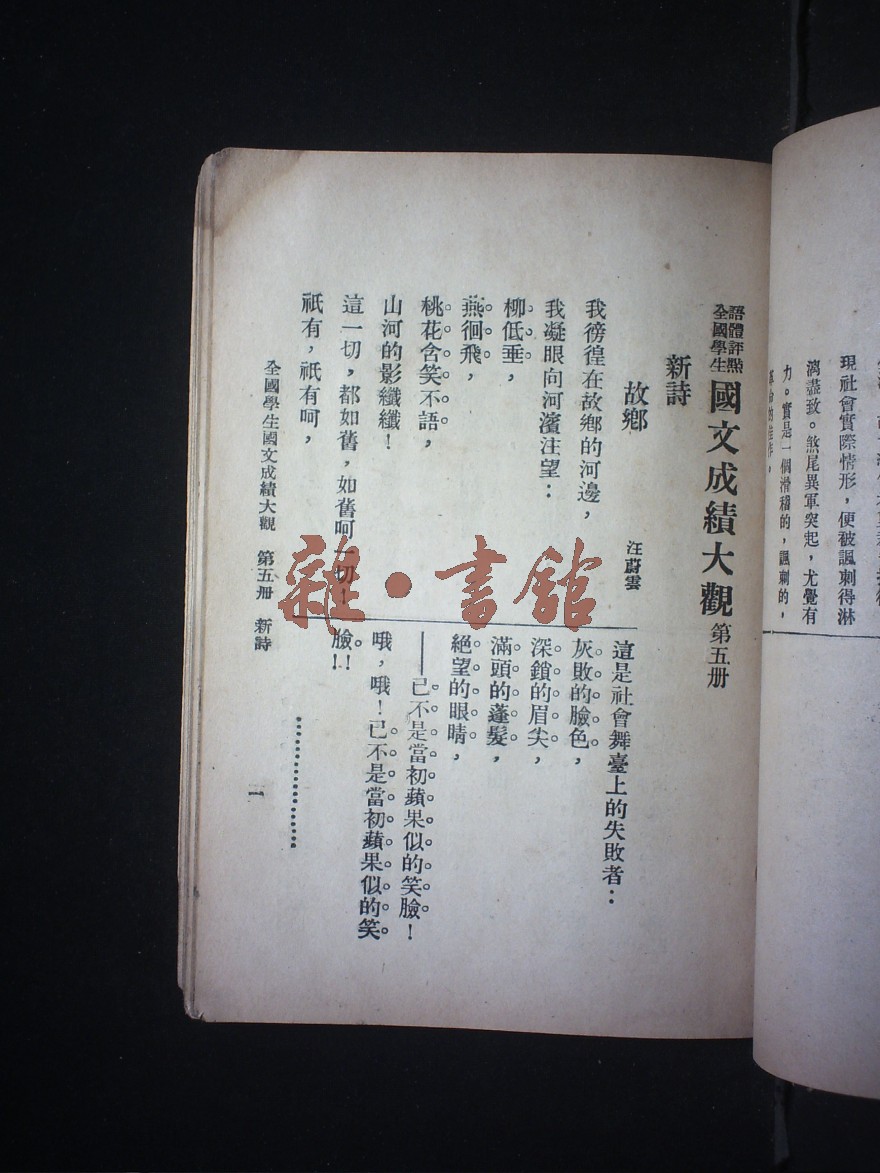 現社會實際情形，便被諷刺得淋
漓盡致。煞尾異軍突起，尤覺有
力。實是一個滑稽的，諷刺的，
語體評點
全國學生
國文成績大觀 第五册
新詩
故鄉
汪蔚雲
我徬徨在故鄉的河邊，
我凝眼向河濱注望：
柳低垂，
燕徊飛，
桃花含笑不語，
山河的影纖纖！
這一切，都如舊，如舊呵一切！
祇有，祇有呵，
這是社會舞臺上的失敗者：
灰敗的臉色，
深鎖的眉尖，
滿頭的蓬髮，
絕望的眼睛，
——已不是當初蘋果似的笑臉！
哦，哦！已不是當初蘋果似的笑
臉！！
………………
全國學生國文成績大觀 第五册 新詩
一
雜·書館